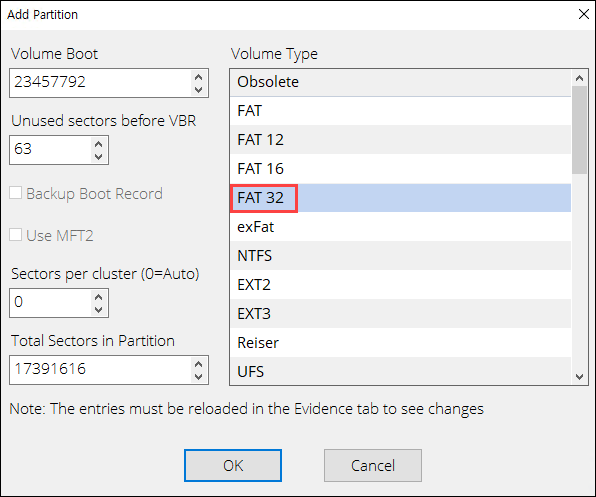 Add Partition
Volume Boot
23457792
Unused sectors before VBR
63
Backup Boot Record
Use MFT2
Sectors per cluster (0=Auto)
0
Total Sectors in Partition
17391616
Volume Type
Obsolete
FAT
FAT 12
FAT 16
FAT 32
exFat
NTFS
EXT2
EXT3
Reiser
UFS
Note: The entries must be reloaded in the Evidence tab to see changes
OK
Cancel